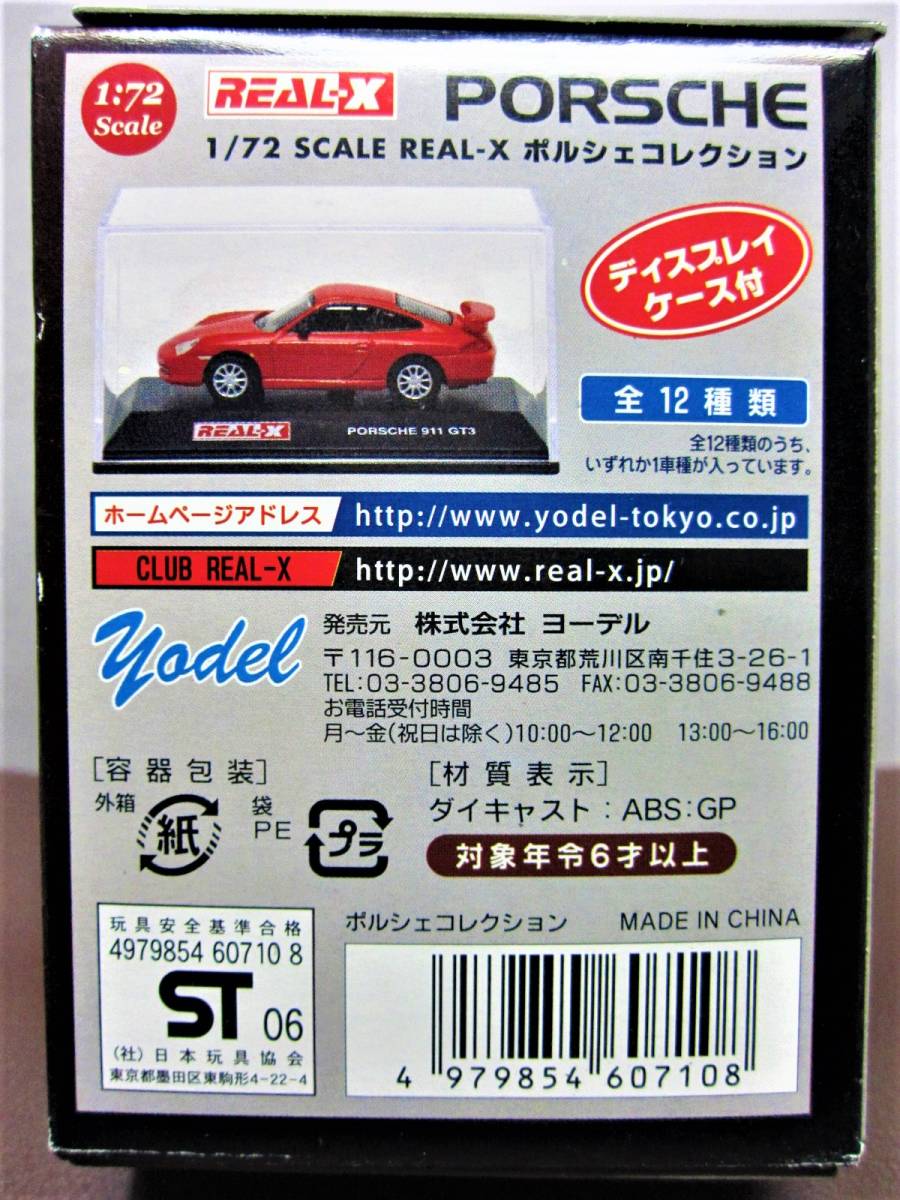 1:72
Scale
REAL-X
PORSCHE
1/72 SCALE REAL-X ポルシェコレクション
ディスプレイ
ケース付
REAL-X
PORSCHE 911 GT3
全 12 種 類
全12種類のうち、
いずれか1車種が入っています。
ホームページアドレス
http://www.yodel-tokyo.co.jp
CLUB REAL-X
http://www.real-x.jp/
yodel
発売元 株式会社 ヨーデル
〒116-0003 東京都荒川区南千住3-26-1
TEL:03-3806-9485 FAX:03-3806-9488
お電話受付時間
月～金(祝日は除く)10:00～12:00 13:00～16:00
[容器包装]
外箱
紙
袋
PE
プラ
[材質表示]
ダイキャスト:ABS:GP
対象年令6才以上
玩具安全基準合格
4979854 60710 8
ST 06
(社)日本玩具協会
東京都墨田区東駒形4-22-4
ポルシェコレクション MADE IN CHINA
4 979854 607108